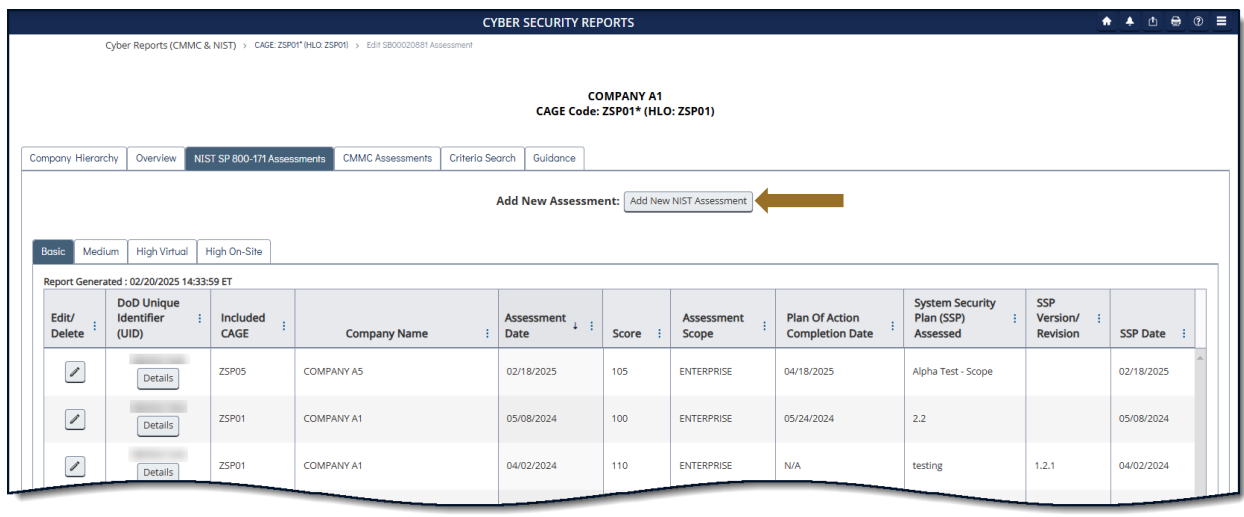 CYBER SECURITY REPORTS
Cyber Reports (CMMC & NIST) > CAGE: ZSP01* (HLO: ZSP01) > Edit SB00020881 Assessment
COMPANY A1
CAGE Code: ZSP01* (HLO: ZSP01)
Company Hierarchy Overview NIST SP 800-171 Assessments CMMC Assessments Criteria Search Guidance
Add New Assessment: Add New NIST Assessment
Basic Medium High Virtual High On-Site
Report Generated : 02/20/2025 14:33:59 ET
Edit/ Delete DoD Unique Identifier (UID) Included CAGE Company Name Assessment Date ↓ Score Assessment Scope Plan Of Action Completion Date System Security Plan (SSP) Assessed SSP Version/ Revision SSP Date
Details ZSP05 COMPANY A5 02/18/2025 105 ENTERPRISE 04/18/2025 Alpha Test - Scope 02/18/2025
Details ZSP01 COMPANY A1 05/08/2024 100 ENTERPRISE 05/24/2024 2.2 05/08/2024
Details ZSP01 COMPANY A1 04/02/2024 110 ENTERPRISE N/A testing 1.2.1 04/02/2024